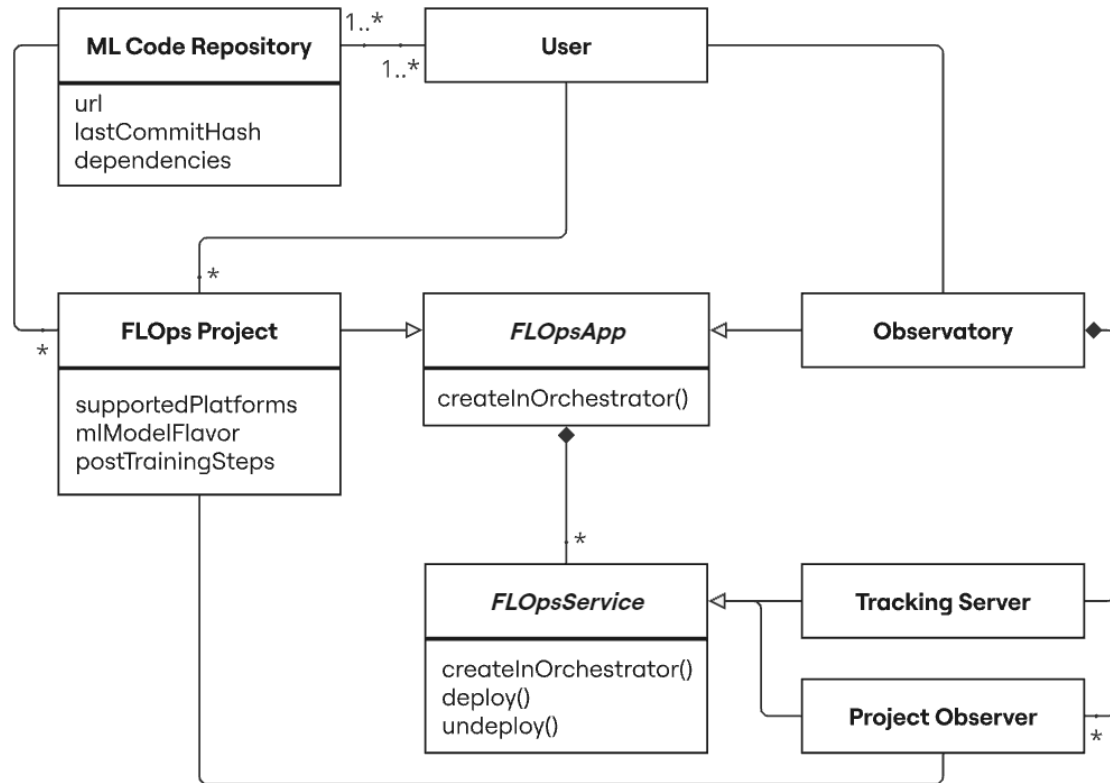 ML Code Repository
url
lastCommitHash
dependencies
1..*
1..*
User
*
*
FLOps Project
supportedPlatforms
mlModelFlavor
postTrainingSteps
FLOpsApp
createInOrchestrator()
Observatory
*
FLOpsService
createInOrchestrator()
deploy()
undeploy()
Tracking Server
Project Observer
*